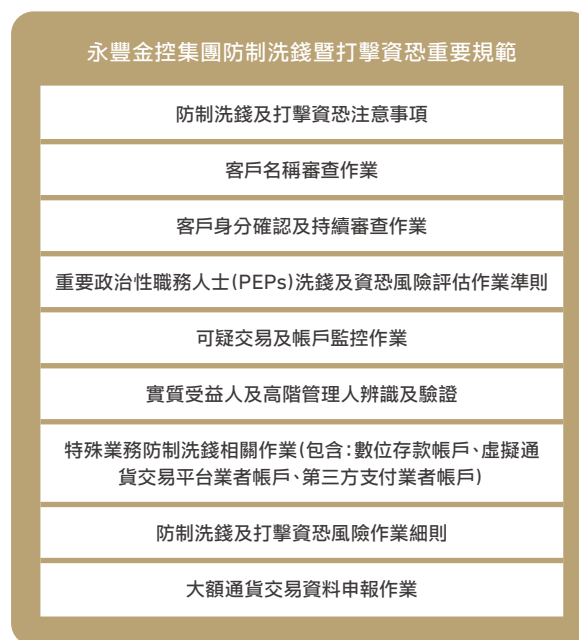 永豐金控集團防制洗錢暨打擊資恐重要規範
防制洗錢及打擊資恐注意事項
客戶名稱審查作業
客戶身分確認及持續審查作業
重要政治性職務人士(PEPs)洗錢及資恐風險評估作業準則
可疑交易及帳戶監控作業
實質受益人及高階管理人辨識及驗證
特殊業務防制洗錢相關作業(包含：數位存款帳戶、虛擬通
貨交易平台業者帳戶、第三方支付業者帳戶)
防制洗錢及打擊資恐風險作業細則
大額通貨交易資料申報作業